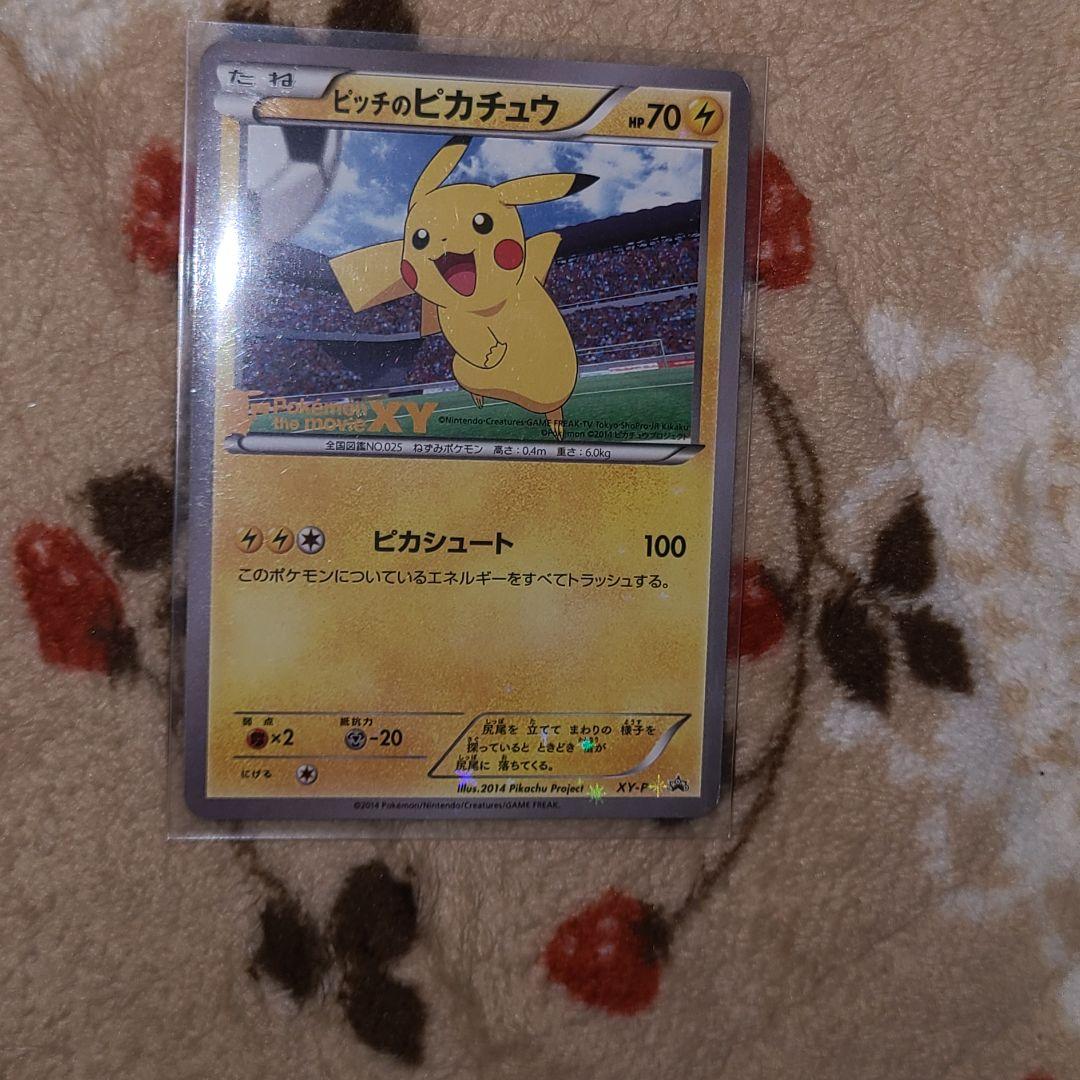 たね
ピッチのピカチュウ
HP70
Pokémon
the movie XY
©Nintendo・Creatures・GAME FREAK・TV Tokyo・ShoPro・JR Kikaku
©Pokémon ©2014 ピカチュウプロジェクト
全国図鑑NO.025 ねずみポケモン 高さ:0.4m 重さ:6.0kg
ピカシュート 100
このポケモンについているエネルギーをすべてトラッシュする。
弱点 抵抗力
×2 -20
にげる
尻尾を 立てて まわりの 様子を
探っていると ときどき 雷が
尻尾に 落ちてくる。
Illus.2014 Pikachu Project XY-P
©2014 Pokémon/Nintendo/Creatures/GAME FREAK.